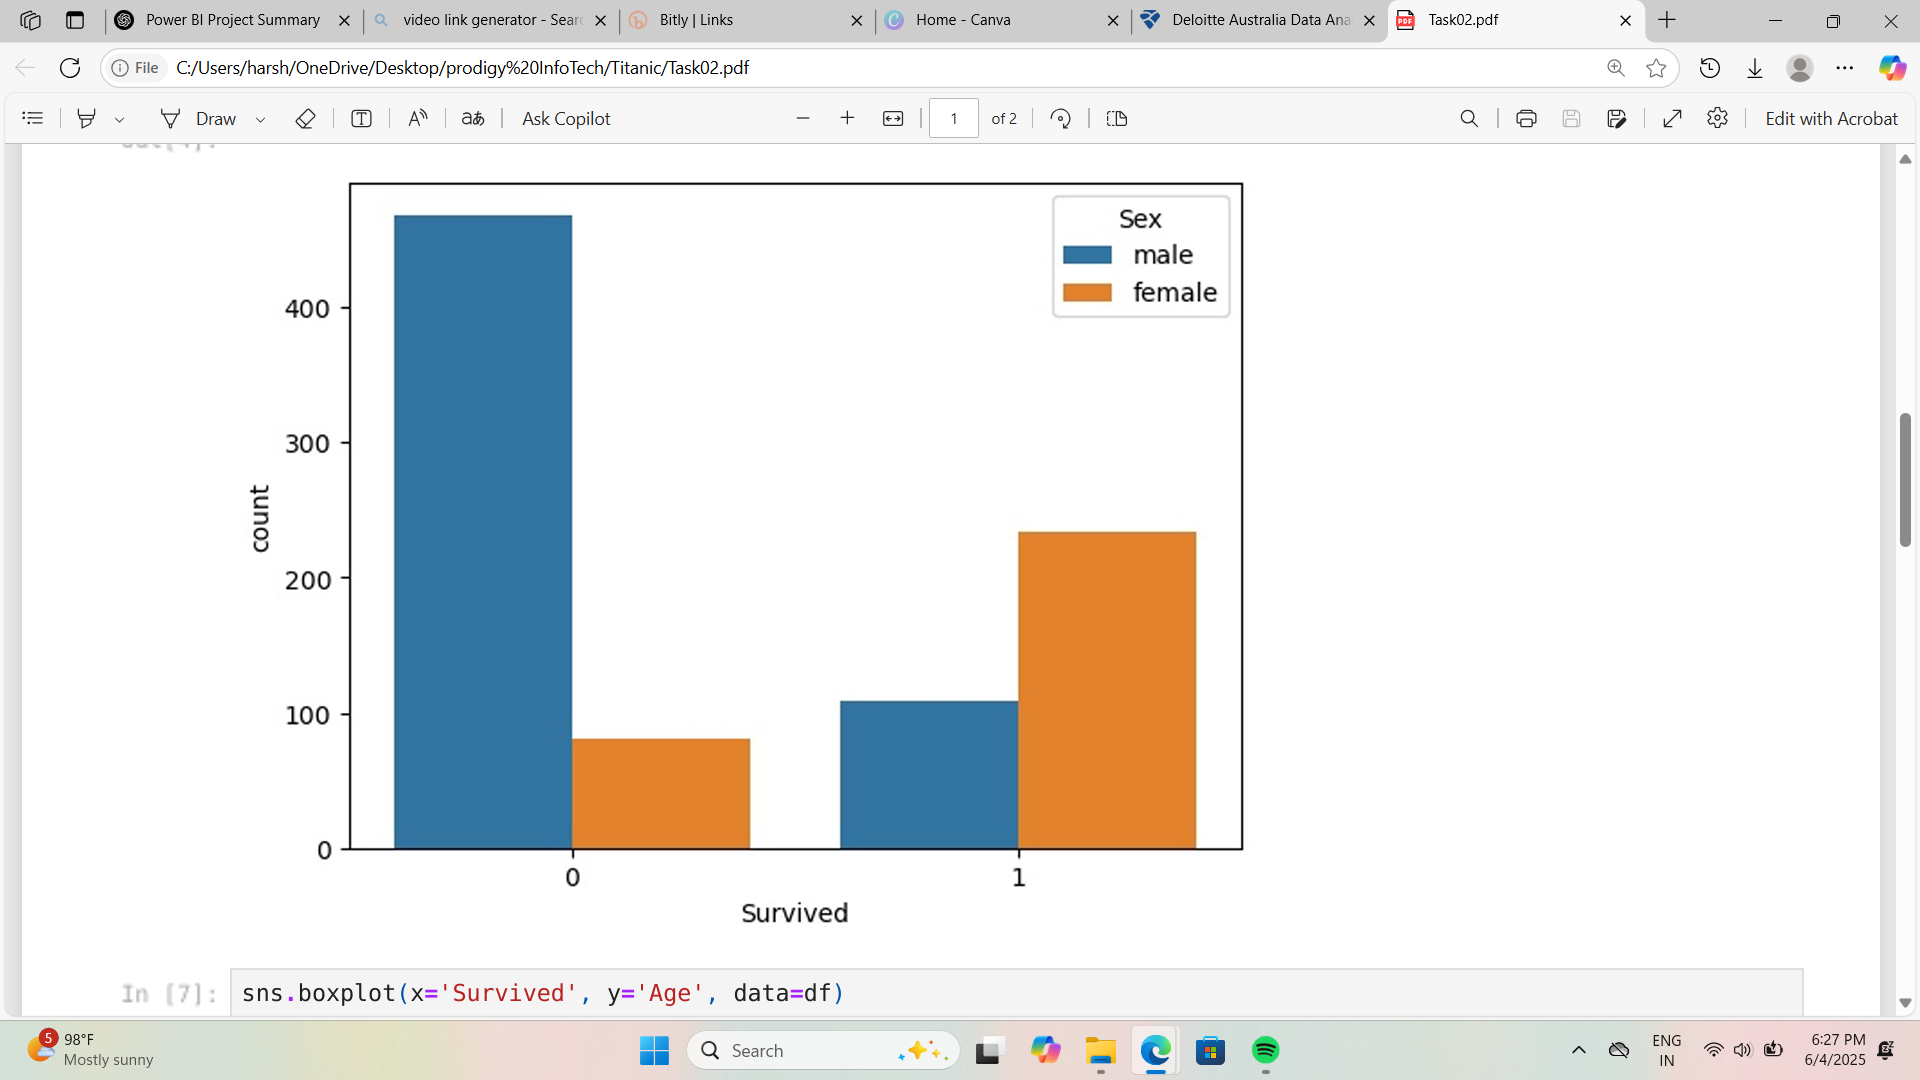 Power BI Project Summary
video link generator - Sear
Bitly | Links
Home - Canva
Deloitte Australia Data Ana
Task02.pdf
File C:/Users/harsh/OneDrive/Desktop/prodigy%20InfoTech/Titanic/Task02.pdf
Draw
Ask Copilot
1 of 2
Edit with Acrobat
Sex
male
female
400
300
200
100
0
count
0 1
Survived
In [7]: sns.boxplot(x='Survived', y='Age', data=df)
5
98°F
Mostly sunny
Search
ENG
IN
6:27 PM
6/4/2025